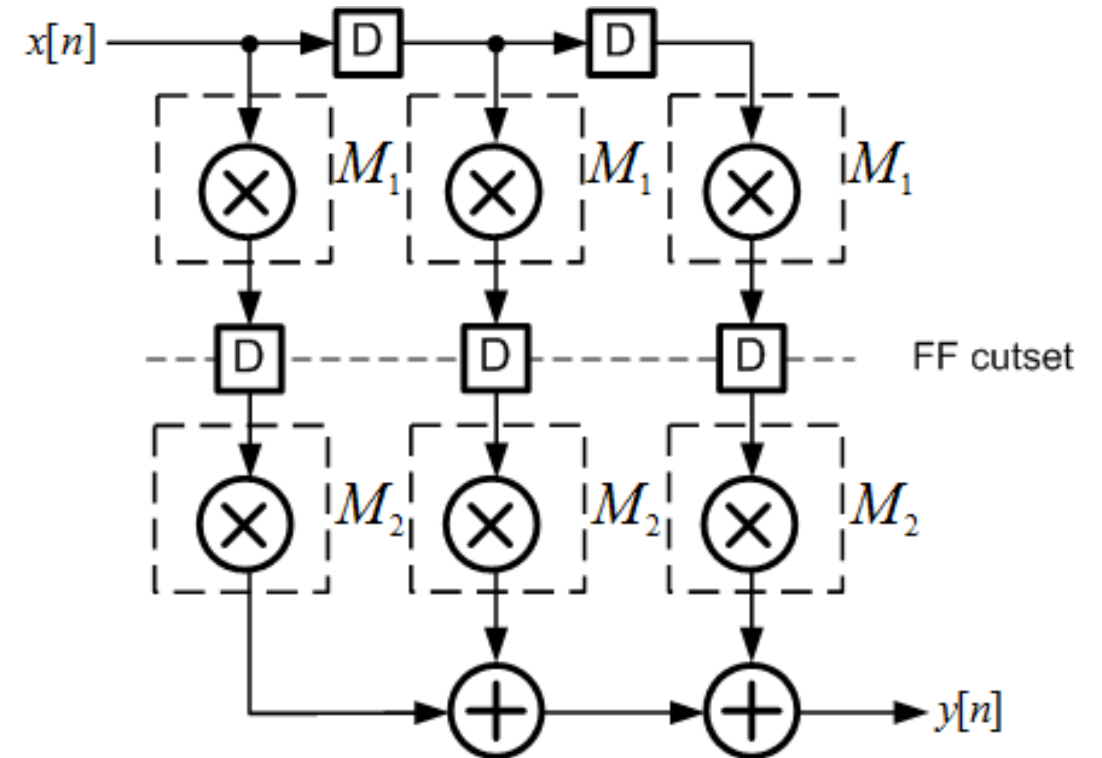 x[n] D D
M₁ M₁ M₁
D D D FF cutset
M₂ M₂ M₂
y[n]